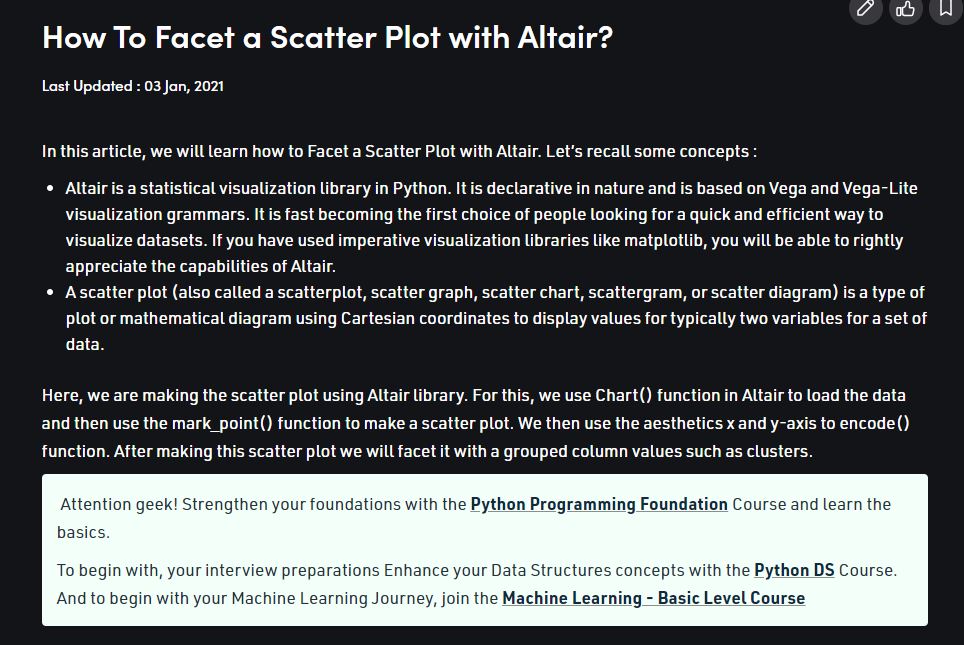 How To Facet a Scatter Plot with Altair?
Last Updated : 03 Jan, 2021
In this article, we will learn how to Facet a Scatter Plot with Altair. Let’s recall some concepts :
• Altair is a statistical visualization library in Python. It is declarative in nature and is based on Vega and Vega-Lite
visualization grammars. It is fast becoming the first choice of people looking for a quick and efficient way to
visualize datasets. If you have used imperative visualization libraries like matplotlib, you will be able to rightly
appreciate the capabilities of Altair.
• A scatter plot (also called a scatterplot, scatter graph, scatter chart, scattergram, or scatter diagram) is a type of
plot or mathematical diagram using Cartesian coordinates to display values for typically two variables for a set of
data.
Here, we are making the scatter plot using Altair library. For this, we use Chart() function in Altair to load the data
and then use the mark_point() function to make a scatter plot. We then use the aesthetics x and y-axis to encode()
function. After making this scatter plot we will facet it with a grouped column values such as clusters.
Attention geek! Strengthen your foundations with the Python Programming Foundation Course and learn the
basics.
To begin with, your interview preparations Enhance your Data Structures concepts with the Python DS Course.
And to begin with your Machine Learning Journey, join the Machine Learning - Basic Level Course